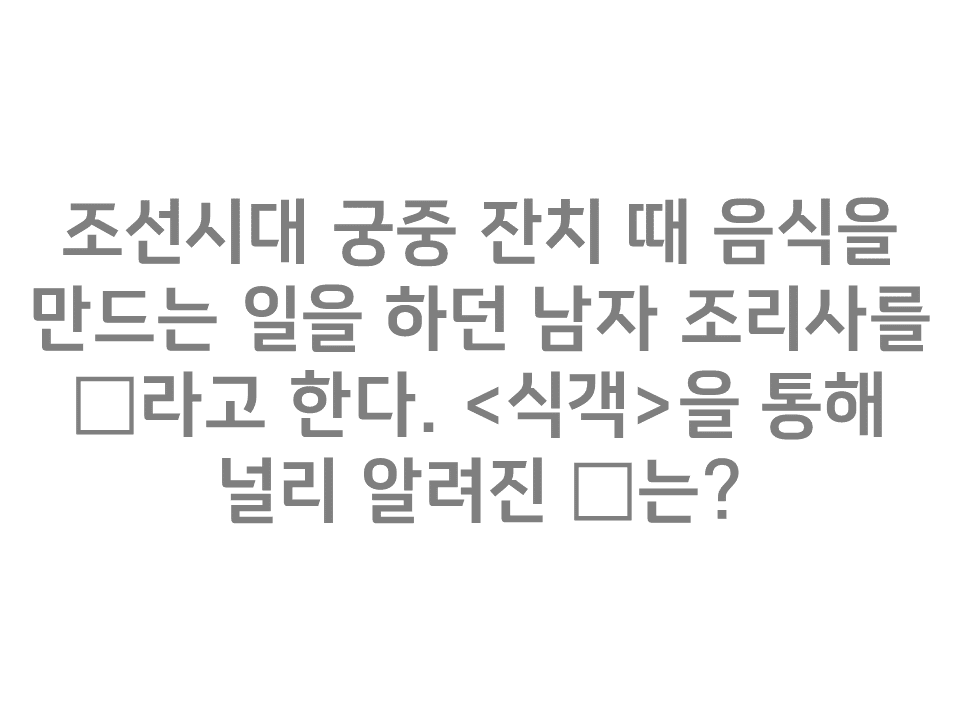 조선시대 궁중 잔치 때 음식을
만드는 일을 하던 남자 조리사를
□라고 한다. <식객>을 통해
널리 알려진 □는?